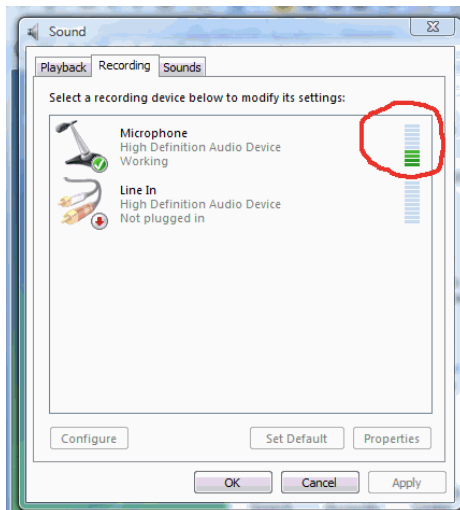 Sound
Playback Recording Sounds
Select a recording device below to modify its settings:
Microphone
High Definition Audio Device
Working
Line In
High Definition Audio Device
Not plugged in
Configure Set Default Properties
OK Cancel Apply